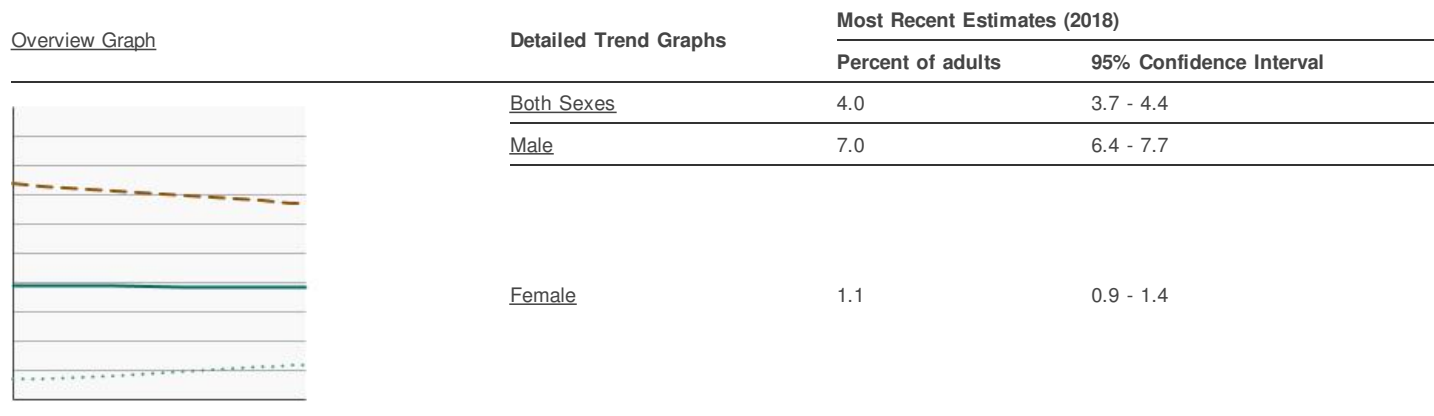 Most Recent Estimates (2018)
Overview Graph Detailed Trend Graphs
Percent of adults 95% Confidence Interval
Both Sexes 4.0 3.7 - 4.4
Male 7.0 6.4 - 7.7
Female 1.1 0.9 - 1.4